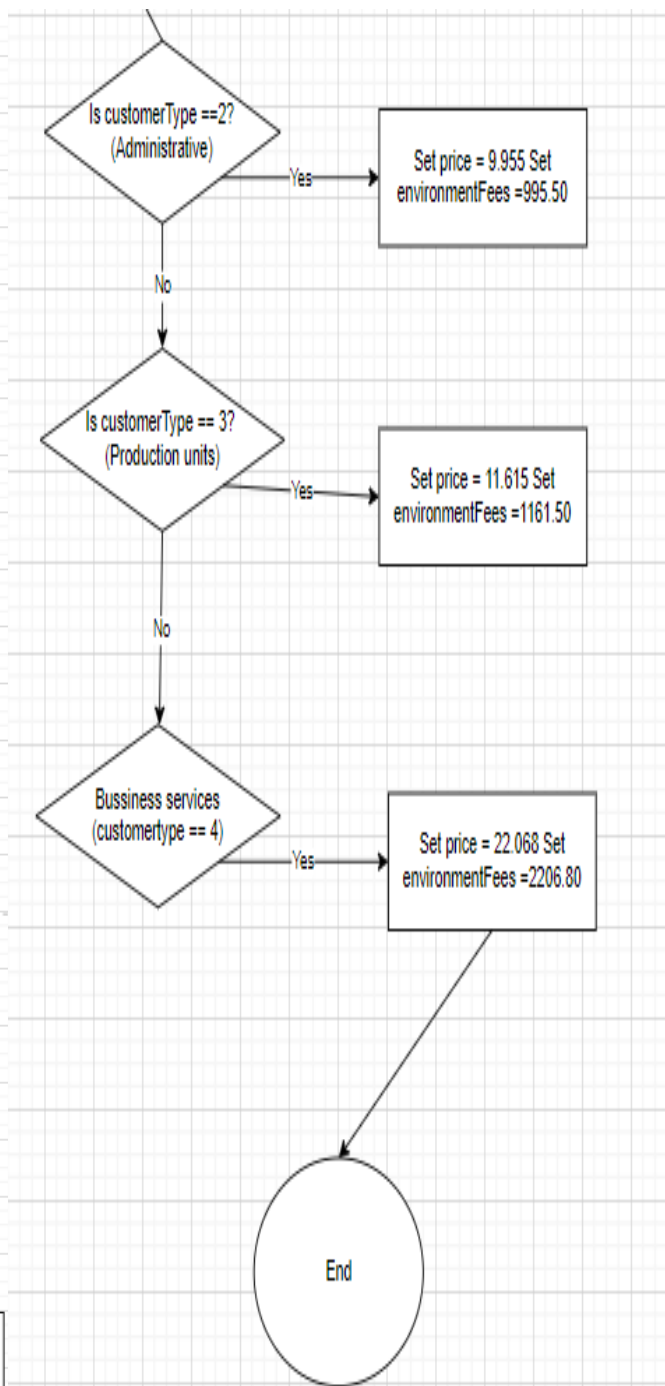 Is customerType ==2?
(Administrative)
Yes
Set price = 9.955 Set
environmentFees =995.50
No
Is customerType == 3?
(Production units)
Yes
Set price = 11.615 Set
environmentFees =1161.50
No
Bussiness services
(customertype == 4)
Yes
Set price = 22.068 Set
environmentFees =2206.80
End